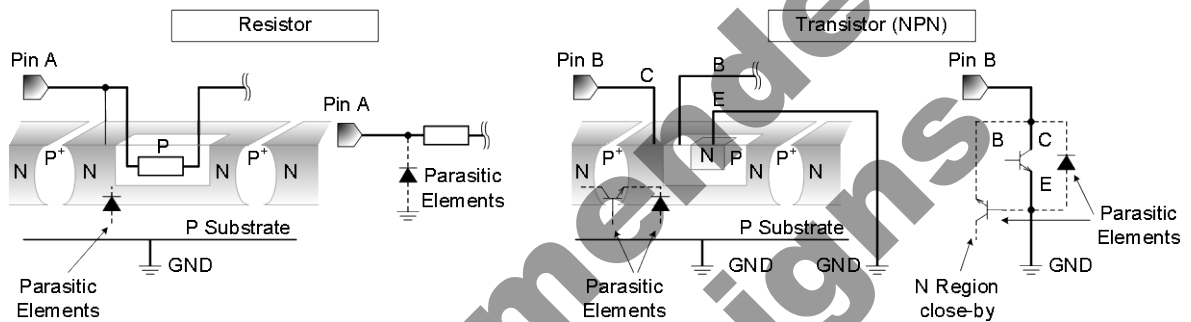 Resistor
Pin A
P
N
P+
N
P+
N
N
P Substrate
GND
Parasitic
Elements
Pin A
Parasitic
Elements
Transistor (NPN)
Pin B
C
B
E
N
P+
N
N
P
P+
N
N
P Substrate
GND
GND
Parasitic
Elements
Pin B
B
C
E
Parasitic
Elements
GND
N Region
close-by